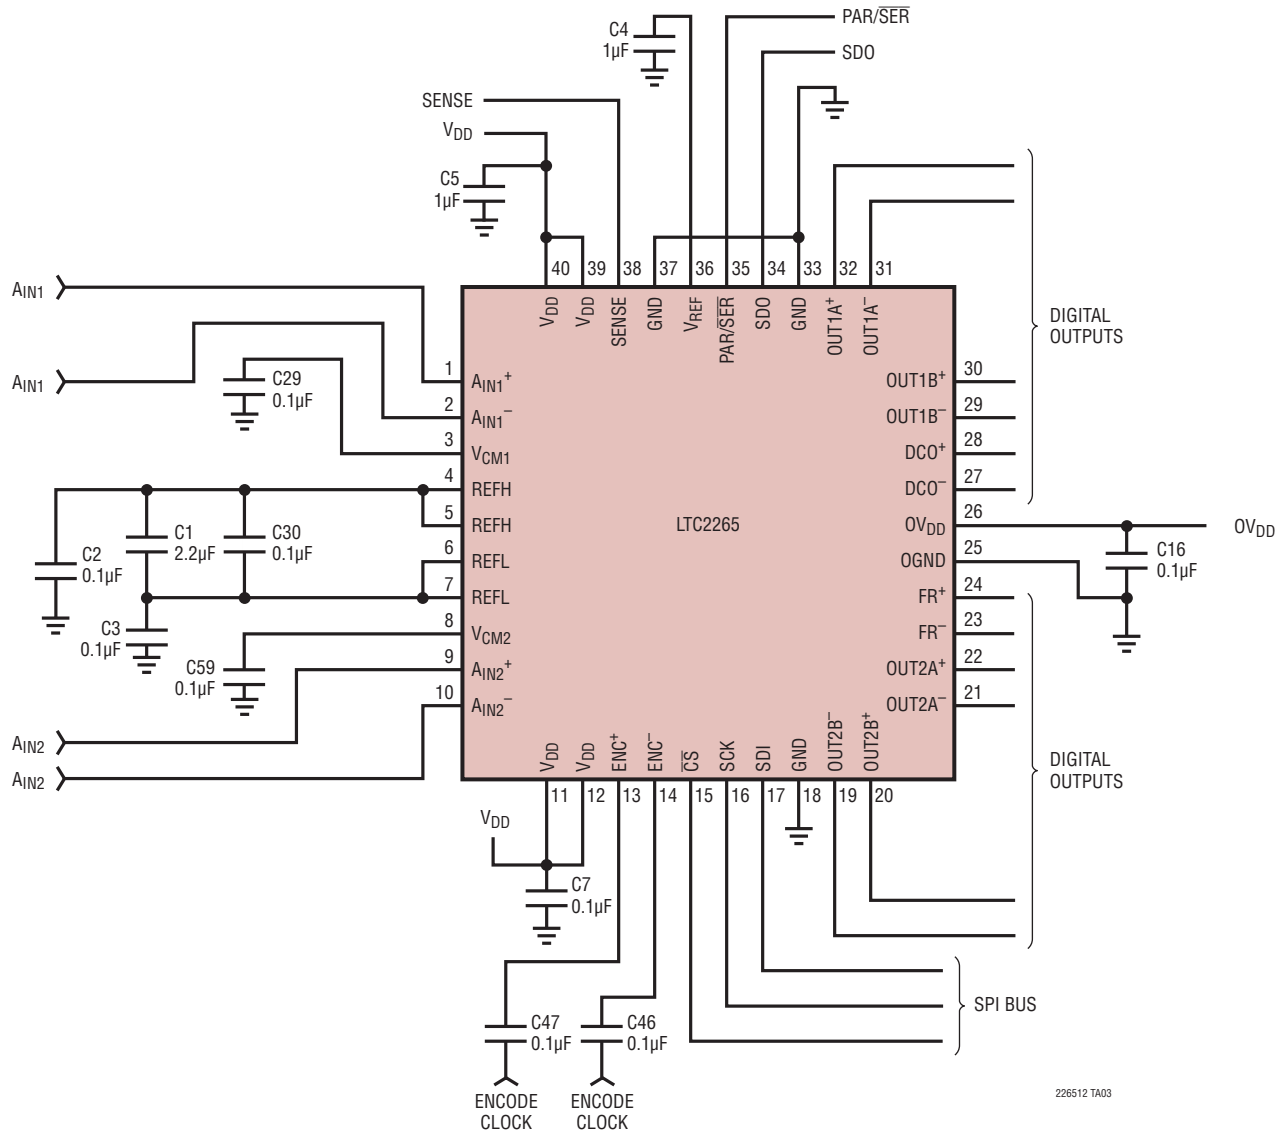 C4
1µF
PAR/SER
SDO
SENSE
VDD
C5
1µF
40 39 38 37 36 35 34 33 32 31
VDD VDD SENSE GND VREF PAR/SER SDO GND OUT1A+ OUT1A–
AIN1
AIN1
C29
0.1µF
1 AIN1+
2 AIN1–
3 VCM1
4 REFH
5 REFH
6 REFL
7 REFL
8 VCM2
9 AIN2+
10 AIN2–
C2
0.1µF
C1
2.2µF
C30
0.1µF
C3
0.1µF
C59
0.1µF
AIN2
AIN2
LTC2265
DIGITAL
OUTPUTS
OUT1B+ 30
OUT1B– 29
DCO+ 28
DCO– 27
OVDD 26
OGND 25
FR+ 24
FR– 23
OUT2A+ 22
OUT2A– 21
OVDD
C16
0.1µF
DIGITAL
OUTPUTS
VDD VDD ENC+ ENC– CS SCK SDI GND OUT2B– OUT2B+
11 12 13 14 15 16 17 18 19 20
VDD
C7
0.1µF
C47
0.1µF
C46
0.1µF
SPI BUS
ENCODE
CLOCK
ENCODE
CLOCK
226512 TA03